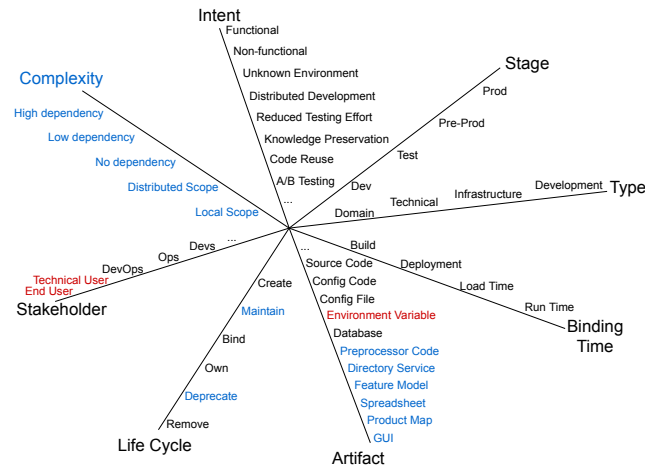 Intent
Functional
Non-functional
Unknown Environment
Distributed Development
Reduced Testing Effort
Knowledge Preservation
Code Reuse
A/B Testing
...
Stage
Prod
Pre-Prod
Test
Dev
Type
Development
Infrastructure
Technical
Domain
Binding
Time
Build
Deployment
Load Time
Run Time
Artifact
...
Source Code
Config Code
Config File
Environment Variable
Database
Preprocessor Code
Directory Service
Feature Model
Spreadsheet
Product Map
GUI
Life Cycle
Create
Maintain
Bind
Own
Deprecate
Remove
Stakeholder
...
Devs
Ops
DevOps
Technical User
End User
Complexity
High dependency
Low dependency
No dependency
Distributed Scope
Local Scope